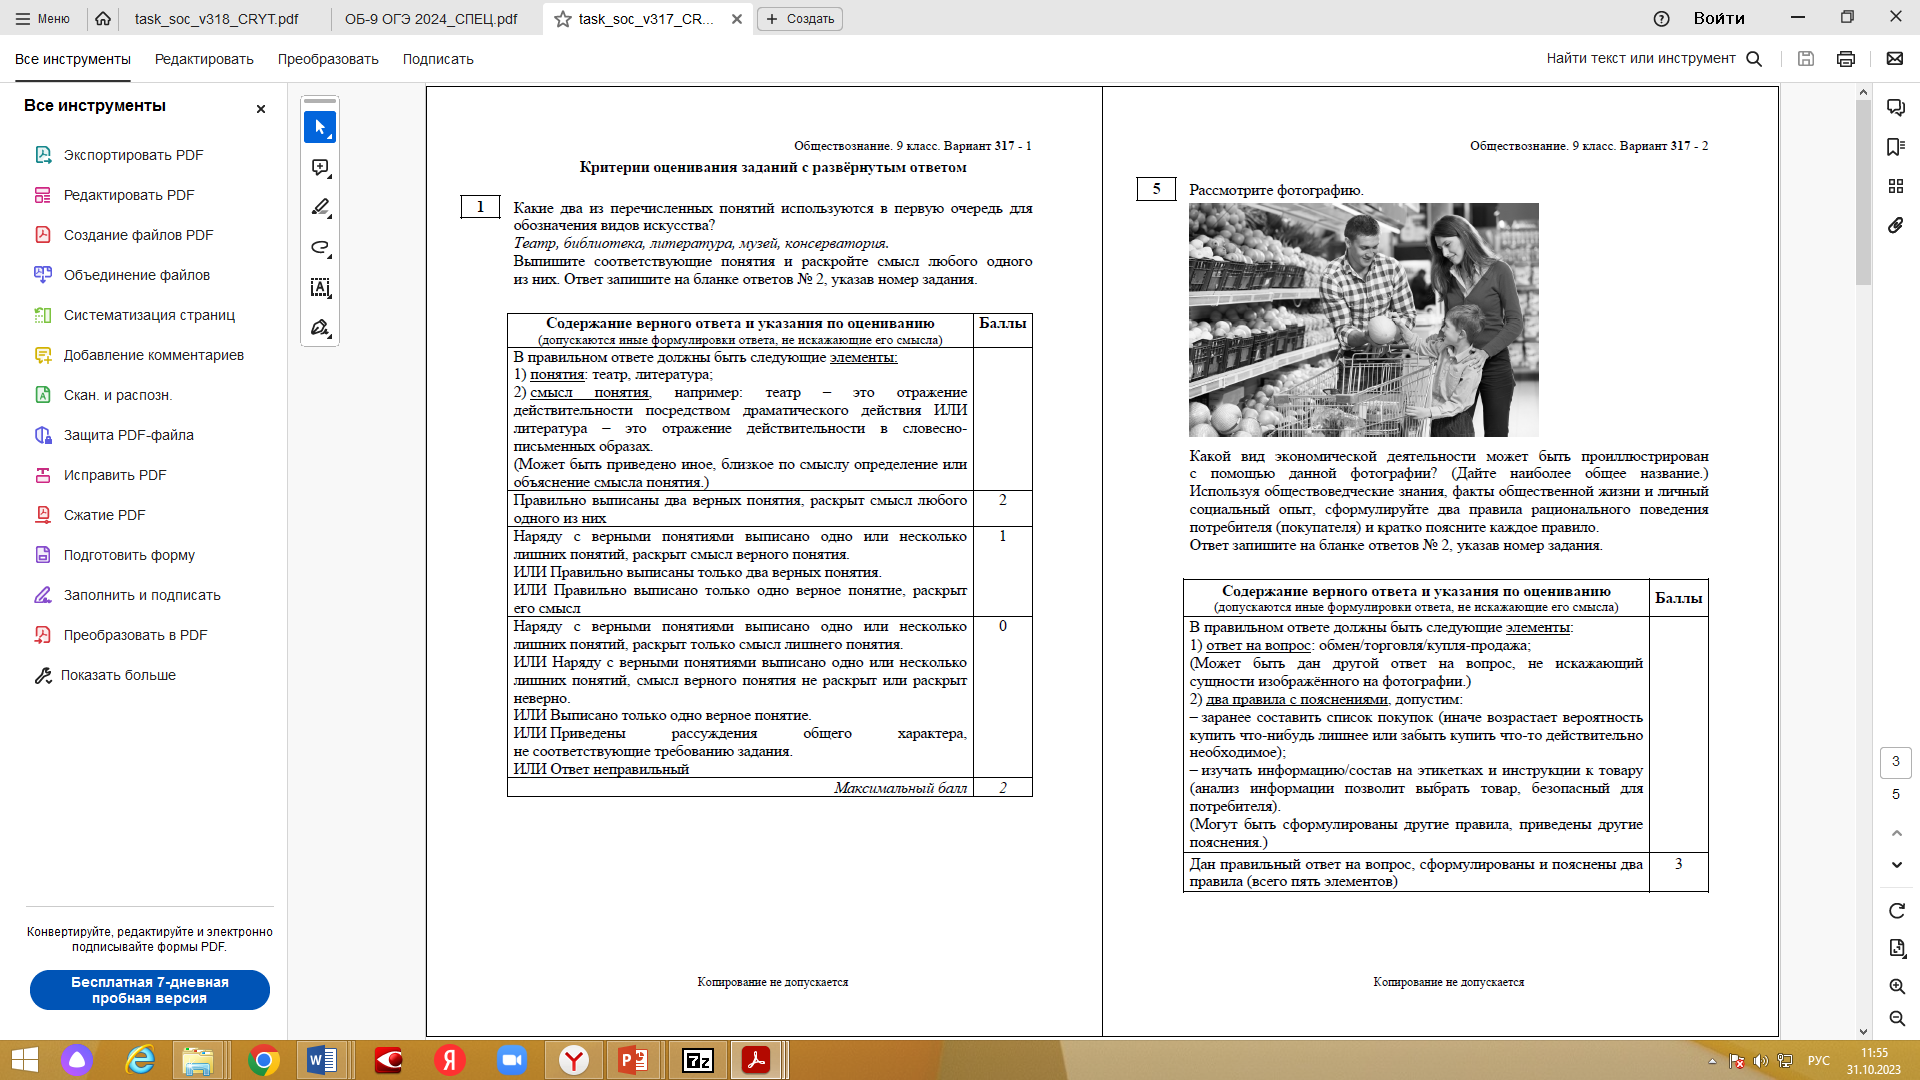 Меню
task_soc_v318_CRYT.pdf
ОБ-9 ОГЭ 2024_СПЕЦ.pdf
task_soc_v317_CR...
Создать
Войти
Все инструменты
Редактировать
Преобразовать
Подписать
Найти текст или инструмент
Все инструменты
Экспортировать PDF
Редактировать PDF
Создание файлов PDF
Объединение файлов
Систематизация страниц
Добавление комментариев
Скан. и распозн.
Защита PDF-файла
Исправить PDF
Сжатие PDF
Подготовить форму
Заполнить и подписать
Преобразовать в PDF
Показать больше
Конвертируйте, редактируйте и электронно
подписывайте формы PDF.
Бесплатная 7-дневная
пробная версия
Обществознание. 9 класс. Вариант 317 - 1
Критерии оценивания заданий с развёрнутым ответом
1
Какие два из перечисленных понятий используются в первую очередь для
обозначения видов искусства?
Театр, библиотека, литература, музей, консерватория.
Выпишите соответствующие понятия и раскройте смысл любого одного
из них. Ответ запишите на бланке ответов № 2, указав номер задания.
Содержание верного ответа и указания по оцениванию
(допускаются иные формулировки ответа, не искажающие его смысла)
Баллы
В правильном ответе должны быть следующие элементы:
1) понятия: театр, литература;
2) смысл понятия, например: театр – это отражение
действительности посредством драматического действия ИЛИ
литература – это отражение действительности в словесно-
письменных образах.
(Может быть приведено иное, близкое по смыслу определение или
объяснение смысла понятия.)
Правильно выписаны два верных понятия, раскрыт смысл любого
одного из них
2
Наряду с верными понятиями выписано одно или несколько
лишних понятий, раскрыт смысл верного понятия.
ИЛИ Правильно выписаны только два верных понятия.
ИЛИ Правильно выписано только одно верное понятие, раскрыт
его смысл
1
Наряду с верными понятиями выписано одно или несколько
лишних понятий, раскрыт только смысл лишнего понятия.
ИЛИ Наряду с верными понятиями выписано одно или несколько
лишних понятий, смысл верного понятия не раскрыт или раскрыт
неверно.
ИЛИ Выписано только одно верное понятие.
ИЛИ Приведены рассуждения общего характера,
не соответствующие требованию задания.
ИЛИ Ответ неправильный
0
Максимальный балл
2
Копирование не допускается
Обществознание. 9 класс. Вариант 317 - 2
5
Рассмотрите фотографию.
Какой вид экономической деятельности может быть проиллюстрирован
с помощью данной фотографии? (Дайте наиболее общее название.)
Используя обществоведческие знания, факты общественной жизни и личный
социальный опыт, сформулируйте два правила рационального поведения
потребителя (покупателя) и кратко поясните каждое правило.
Ответ запишите на бланке ответов № 2, указав номер задания.
Содержание верного ответа и указания по оцениванию
(допускаются иные формулировки ответа, не искажающие его смысла)
Баллы
В правильном ответе должны быть следующие элементы:
1) ответ на вопрос: обмен/торговля/купля-продажа;
(Может быть дан другой ответ на вопрос, не искажающий
сущности изображённого на фотографии.)
2) два правила с пояснениями, допустим:
– заранее составить список покупок (иначе возрастает вероятность
купить что-нибудь лишнее или забыть купить что-то действительно
необходимое);
– изучать информацию/состав на этикетках и инструкции к товару
(анализ информации позволит выбрать товар, безопасный для
потребителя).
(Могут быть сформулированы другие правила, приведены другие
пояснения.)
Дан правильный ответ на вопрос, сформулированы и пояснены два
правила (всего пять элементов)
3
Копирование не допускается
3
5
РУС
11:55
31.10.2023